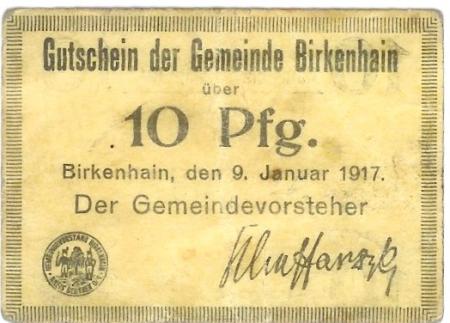 Gutschein der Gemeinde Birkenhain
über
10 Pfg.
Birkenhain, den 9. Januar 1917.
Der Gemeindevorsteher